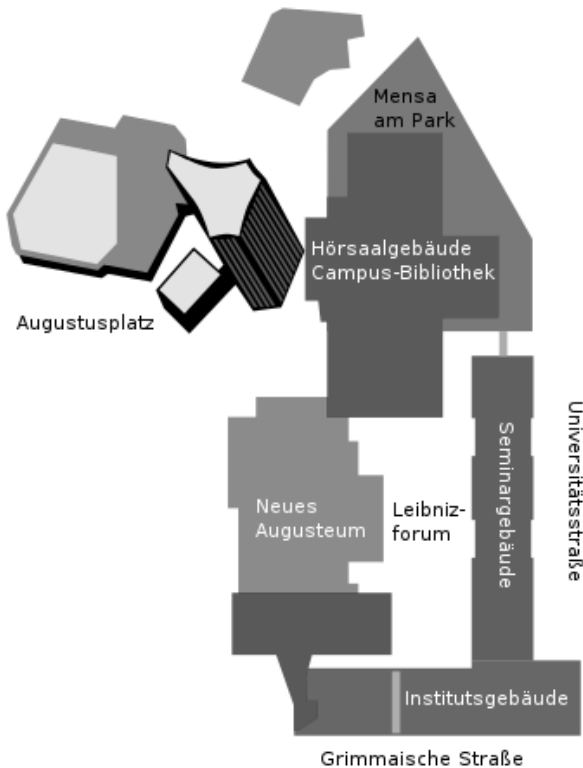 Mensa
am Park
Hörsaalgebäude
Campus-Bibliothek
Augustusplatz
Universitätsstraße
Seminargebäude
Neues
Augusteum
Leibniz-
forum
Institutsgebäude
Grimmaische Straße